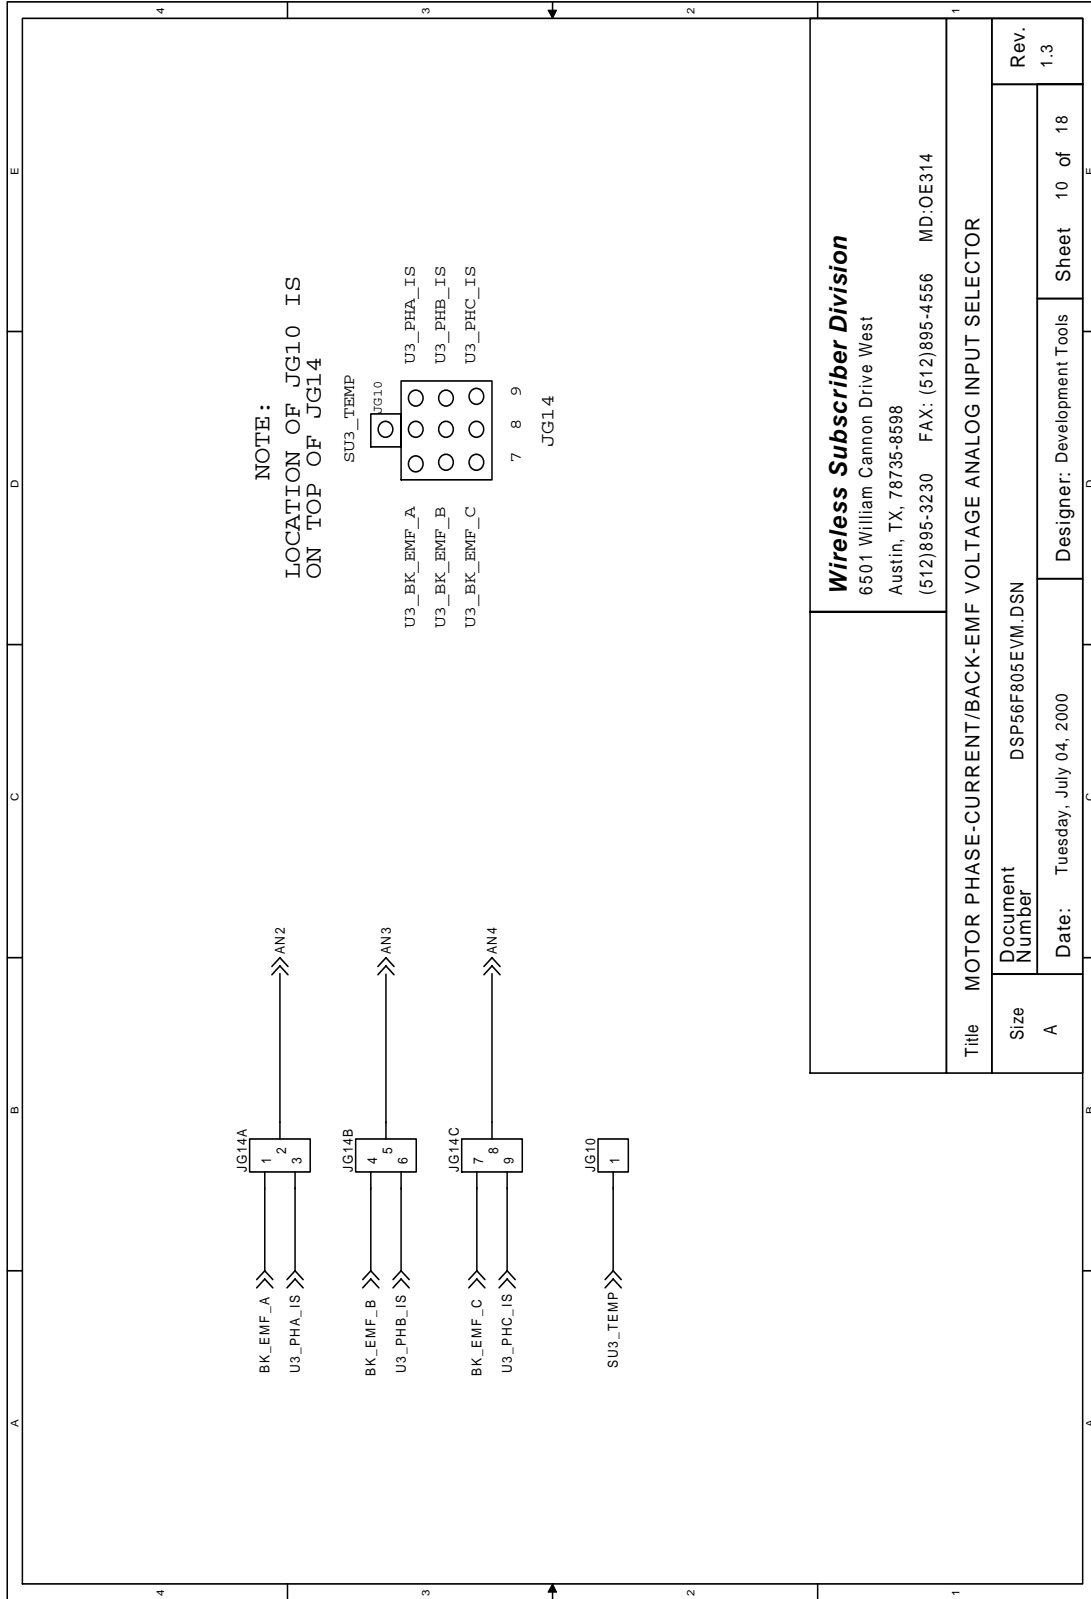 A
B
C
D
E
4
3
2
1
NOTE:
LOCATION OF JG10 IS
ON TOP OF JG14
SU3_TEMP
JG10
U3_BK_EMF_A
U3_PHA_IS
U3_BK_EMF_B
U3_PHB_IS
U3_BK_EMF_C
U3_PHC_IS
7 8 9
JG14
JG14A
BK_EMF_A
1
2
AN2
U3_PHA_IS
3
JG14B
BK_EMF_B
4
5
AN3
U3_PHB_IS
6
JG14C
BK_EMF_C
7
8
AN4
U3_PHC_IS
9
JG10
SU3_TEMP
1
Wireless Subscriber Division
6501 William Cannon Drive West
Austin, TX, 78735-8598
(512)895-3230 FAX: (512)895-4556 MD:OE314
Title MOTOR PHASE-CURRENT/BACK-EMF VOLTAGE ANALOG INPUT SELECTOR
Size
A
Document
Number
DSP56F805EVM.DSN
Rev.
1.3
Date: Tuesday, July 04, 2000
Designer: Development Tools
Sheet 10 of 18
4
3
2
1
A
B
C
D
E